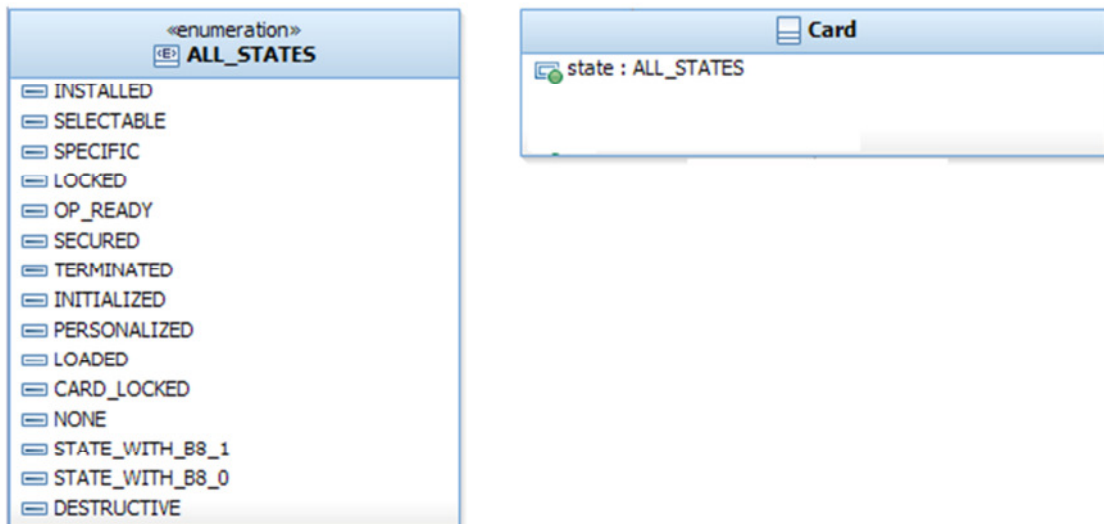 «enumeration»
ALL_STATES
INSTALLED
SELECTABLE
SPECIFIC
LOCKED
OP_READY
SECURED
TERMINATED
INITIALIZED
PERSONALIZED
LOADED
CARD_LOCKED
NONE
STATE_WITH_B8_1
STATE_WITH_B8_0
DESTRUCTIVE
Card
state : ALL_STATES